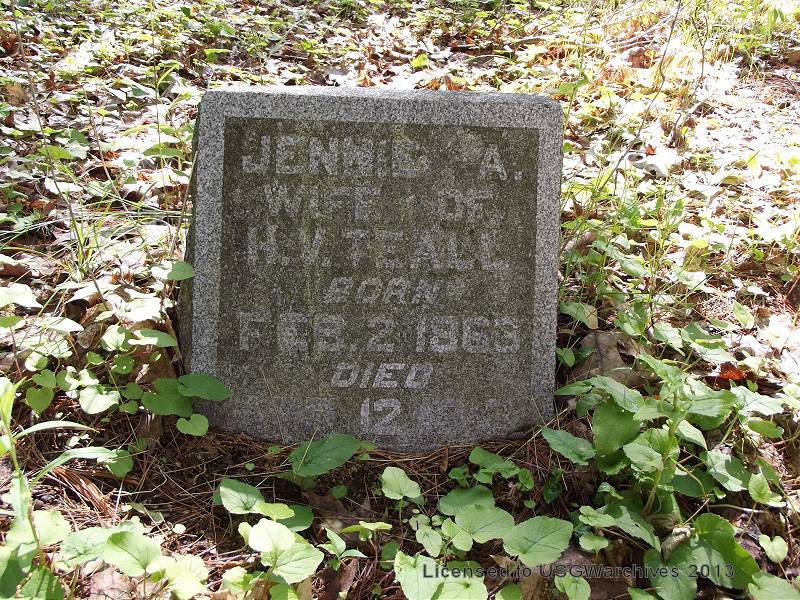 JENNIE A.
WIFE OF
H.V. TEALL
BORN
FEB. 2 1863
DIED
12
Licensed to USGWarchives 2013